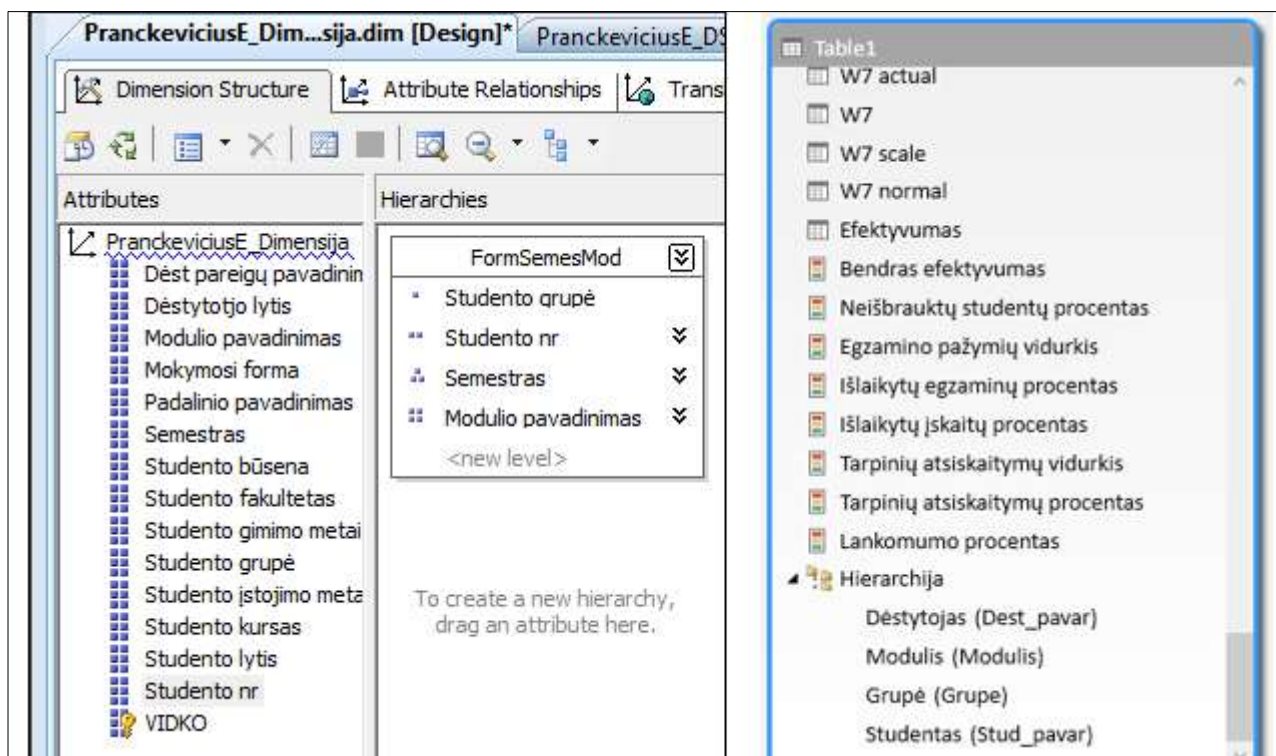 PranckeviciusE_Dim...sija.dim [Design]*
PranckeviciusE_DS
Dimension Structure
Attribute Relationships
Trans
Attributes
PranckeviciusE_Dimensija
Dėst pareigų pavadinim
Dėstytotjo lytis
Modulio pavadinimas
Mokymosi forma
Padalinio pavadinimas
Semestras
Studento būsena
Studento fakultetas
Studento gimimo metai
Studento grupė
Studento įstojimo meta
Studento kursas
Studento lytis
Studento nr
VIDKO
Hierarchies
FormSemesMod
Studento grupė
Studento nr
Semestras
Modulio pavadinimas
<new level>
To create a new hierarchy,
drag an attribute here.
Table1
W7 actual
W7
W7 scale
W7 normal
Efektyvumas
Bendras efektyvumas
Neišbrauktų studentų procentas
Egzamino pažymių vidurkis
Išlaikytų egzaminų procentas
Išlaikytų įskaitų procentas
Tarpinių atsiskaitymų vidurkis
Tarpinių atsiskaitymų procentas
Lankomumo procentas
Hierarchija
Dėstytojas (Dest_pavar)
Modulis (Modulis)
Grupė (Grupe)
Studentas (Stud_pavar)